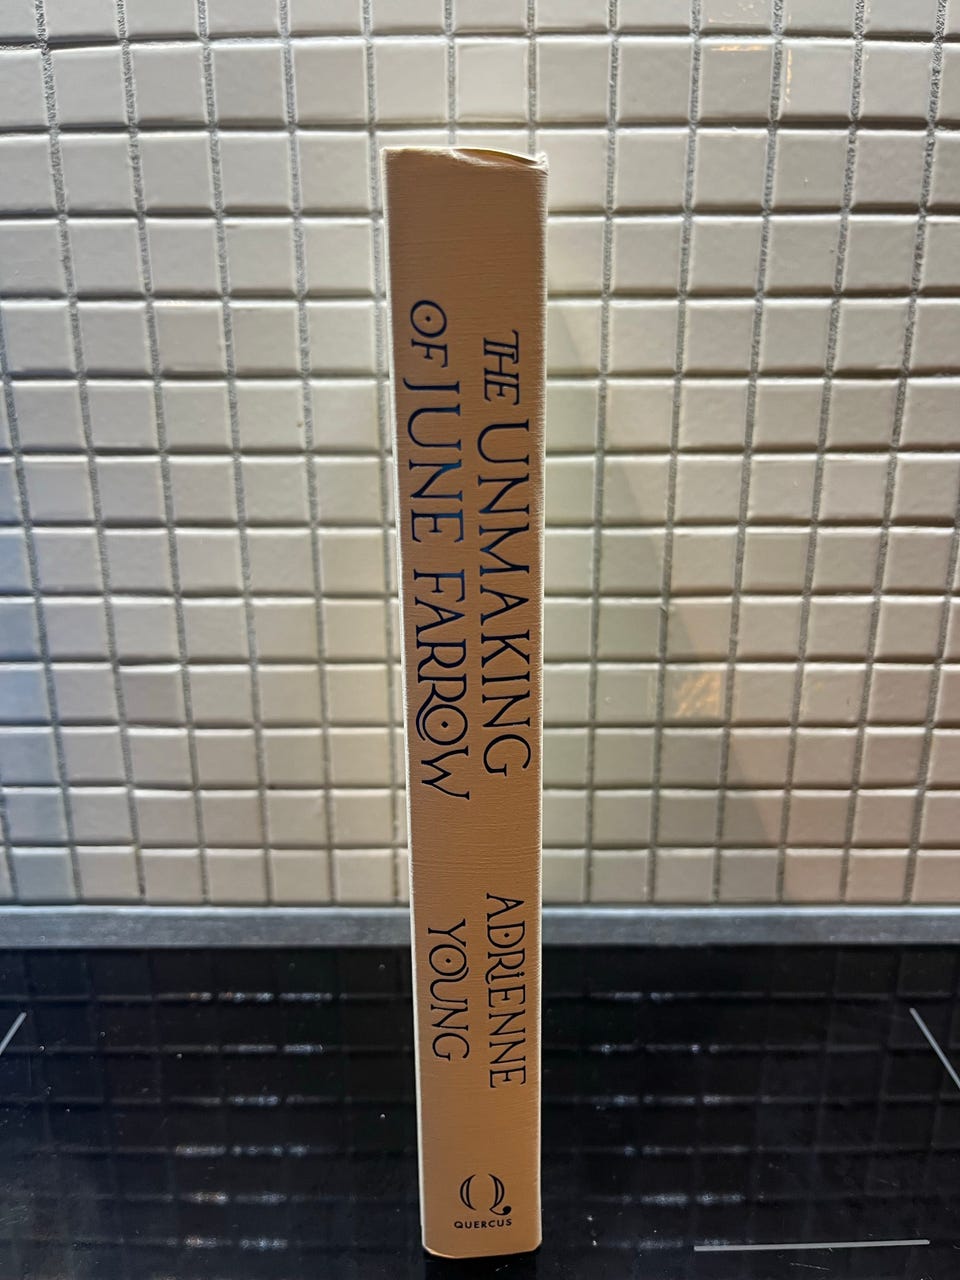 THE UNMAKING
OF JUNE FARROW
ADRIENNE
YOUNG
QUERCUS